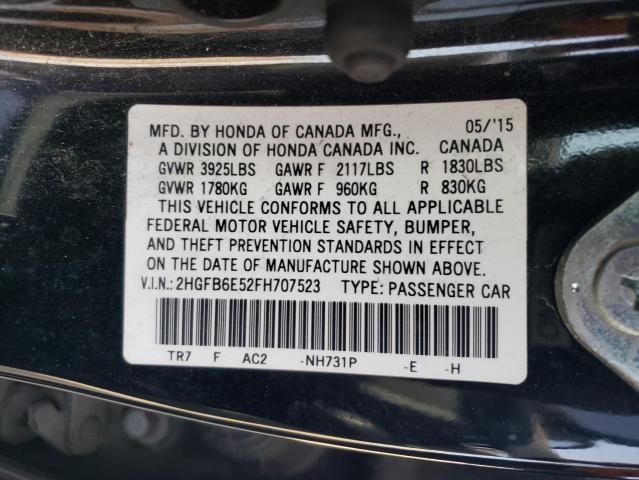 MFD. BY HONDA OF CANADA MFG., 05/'15
A DIVISION OF HONDA CANADA INC. CANADA
GVWR 3925LBS GAWR F 2117LBS R 1830LBS
GVWR 1780KG GAWR F 960KG R 830KG
THIS VEHICLE CONFORMS TO ALL APPLICABLE
FEDERAL MOTOR VEHICLE SAFETY, BUMPER,
AND THEFT PREVENTION STANDARDS IN EFFECT
ON THE DATE OF MANUFACTURE SHOWN ABOVE.
V.I.N.: 2HGFB6E52FH707523 TYPE: PASSENGER CAR
TR7 F AC2 -NH731P -E -H